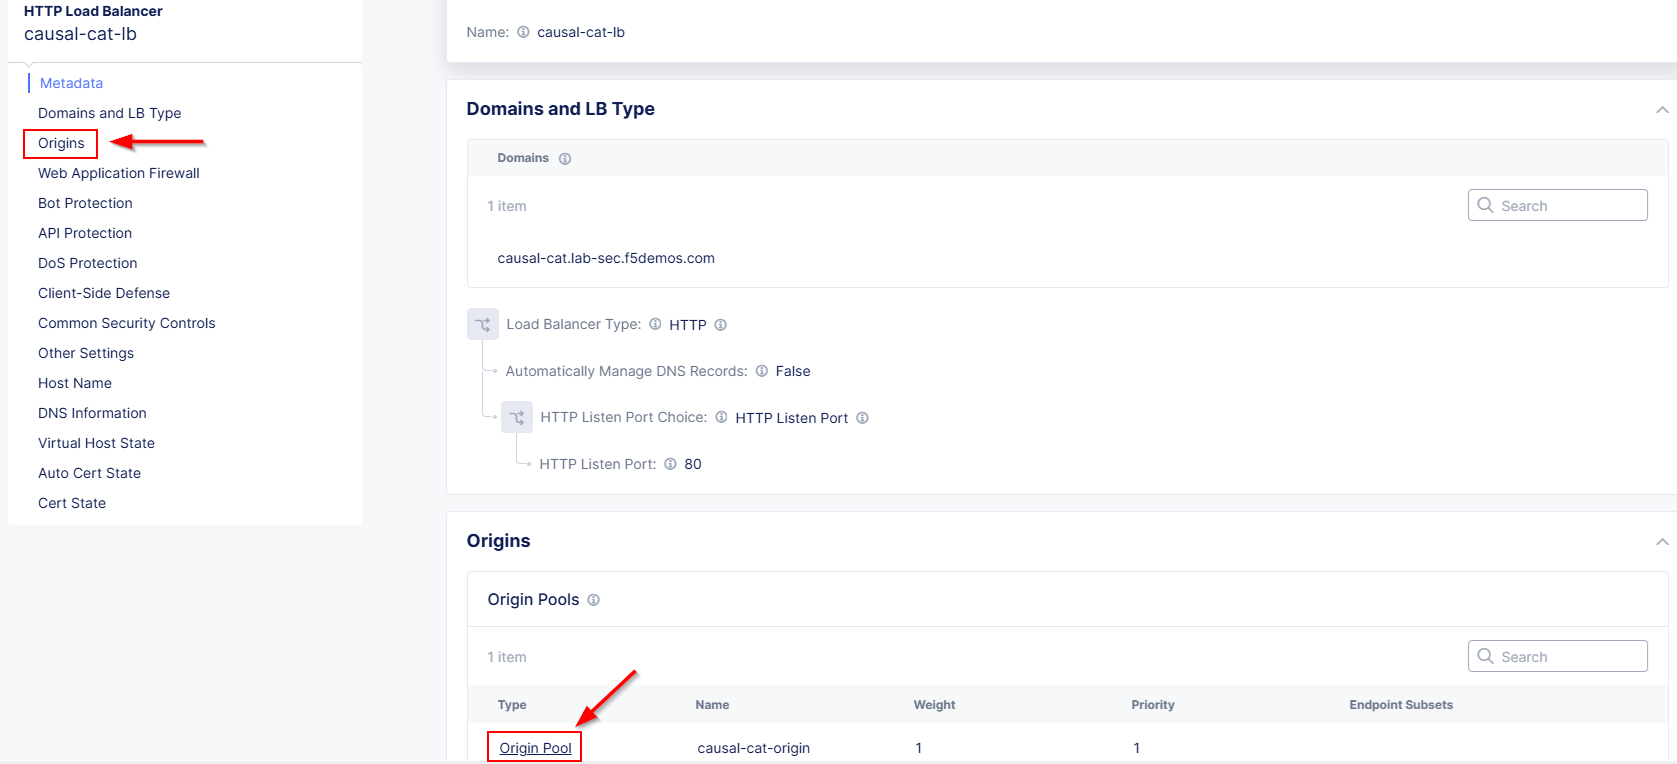 HTTP Load Balancer
causal-cat-lb
Metadata
Domains and LB Type
Origins
Web Application Firewall
Bot Protection
API Protection
DoS Protection
Client-Side Defense
Common Security Controls
Other Settings
Host Name
DNS Information
Virtual Host State
Auto Cert State
Cert State
Name: causal-cat-lb
Domains and LB Type
Domains
1 item
Search
causal-cat.lab-sec.f5demos.com
Load Balancer Type: HTTP
Automatically Manage DNS Records: False
HTTP Listen Port Choice: HTTP Listen Port
HTTP Listen Port: 80
Origins
Origin Pools
1 item
Search
Type Name Weight Priority Endpoint Subsets
Origin Pool causal-cat-origin 1 1